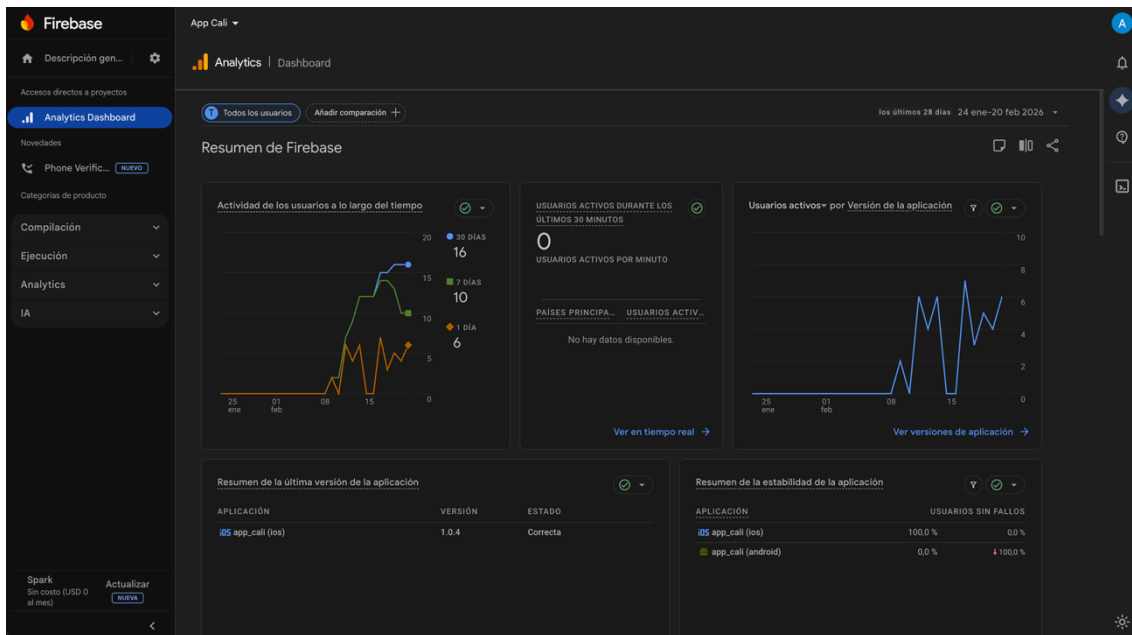 Firebase
App Cali
A
Descripción gen...
Analytics | Dashboard
Accesos directos a proyectos
Analytics Dashboard
Novedades
Phone Verific... NUEVO
Categorías de producto
Compilación
Ejecución
Analytics
IA
Spark
Sin costo (USD 0
al mes)
Actualizar
NUEVA
T Todos los usuarios
Añadir comparación +
los últimos 28 días 24 ene-20 feb 2026
Resumen de Firebase
Actividad de los usuarios a lo largo del tiempo
20
15
10
5
0
25
ene
01
feb
08
15
30 DÍAS
16
7 DÍAS
10
1 DÍA
6
USUARIOS ACTIVOS DURANTE LOS
ÚLTIMOS 30 MINUTOS
0
USUARIOS ACTIVOS POR MINUTO
PAÍSES PRINCIPA... USUARIOS ACTIV...
No hay datos disponibles.
Ver en tiempo real →
Usuarios activos por Versión de la aplicación
10
8
6
4
2
0
25
ene
01
feb
08
15
Ver versiones de aplicación →
Resumen de la última versión de la aplicación
APLICACIÓN VERSIÓN ESTADO
iOS app_cali (ios) 1.0.4 Correcta
Resumen de la estabilidad de la aplicación
APLICACIÓN USUARIOS SIN FALLOS
iOS app_cali (ios) 100,0 % 0,0 %
app_cali (android) 0,0 % ↓100,0 %